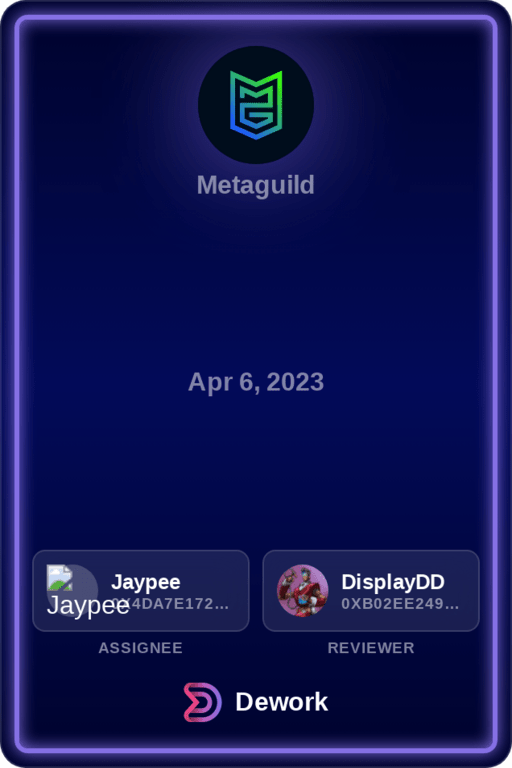 Metaguild
Apr 6, 2023
Jaypee
Jaypee
DisplayDD
0XB02EE249...
ASSIGNEE
REVIEWER
Dework